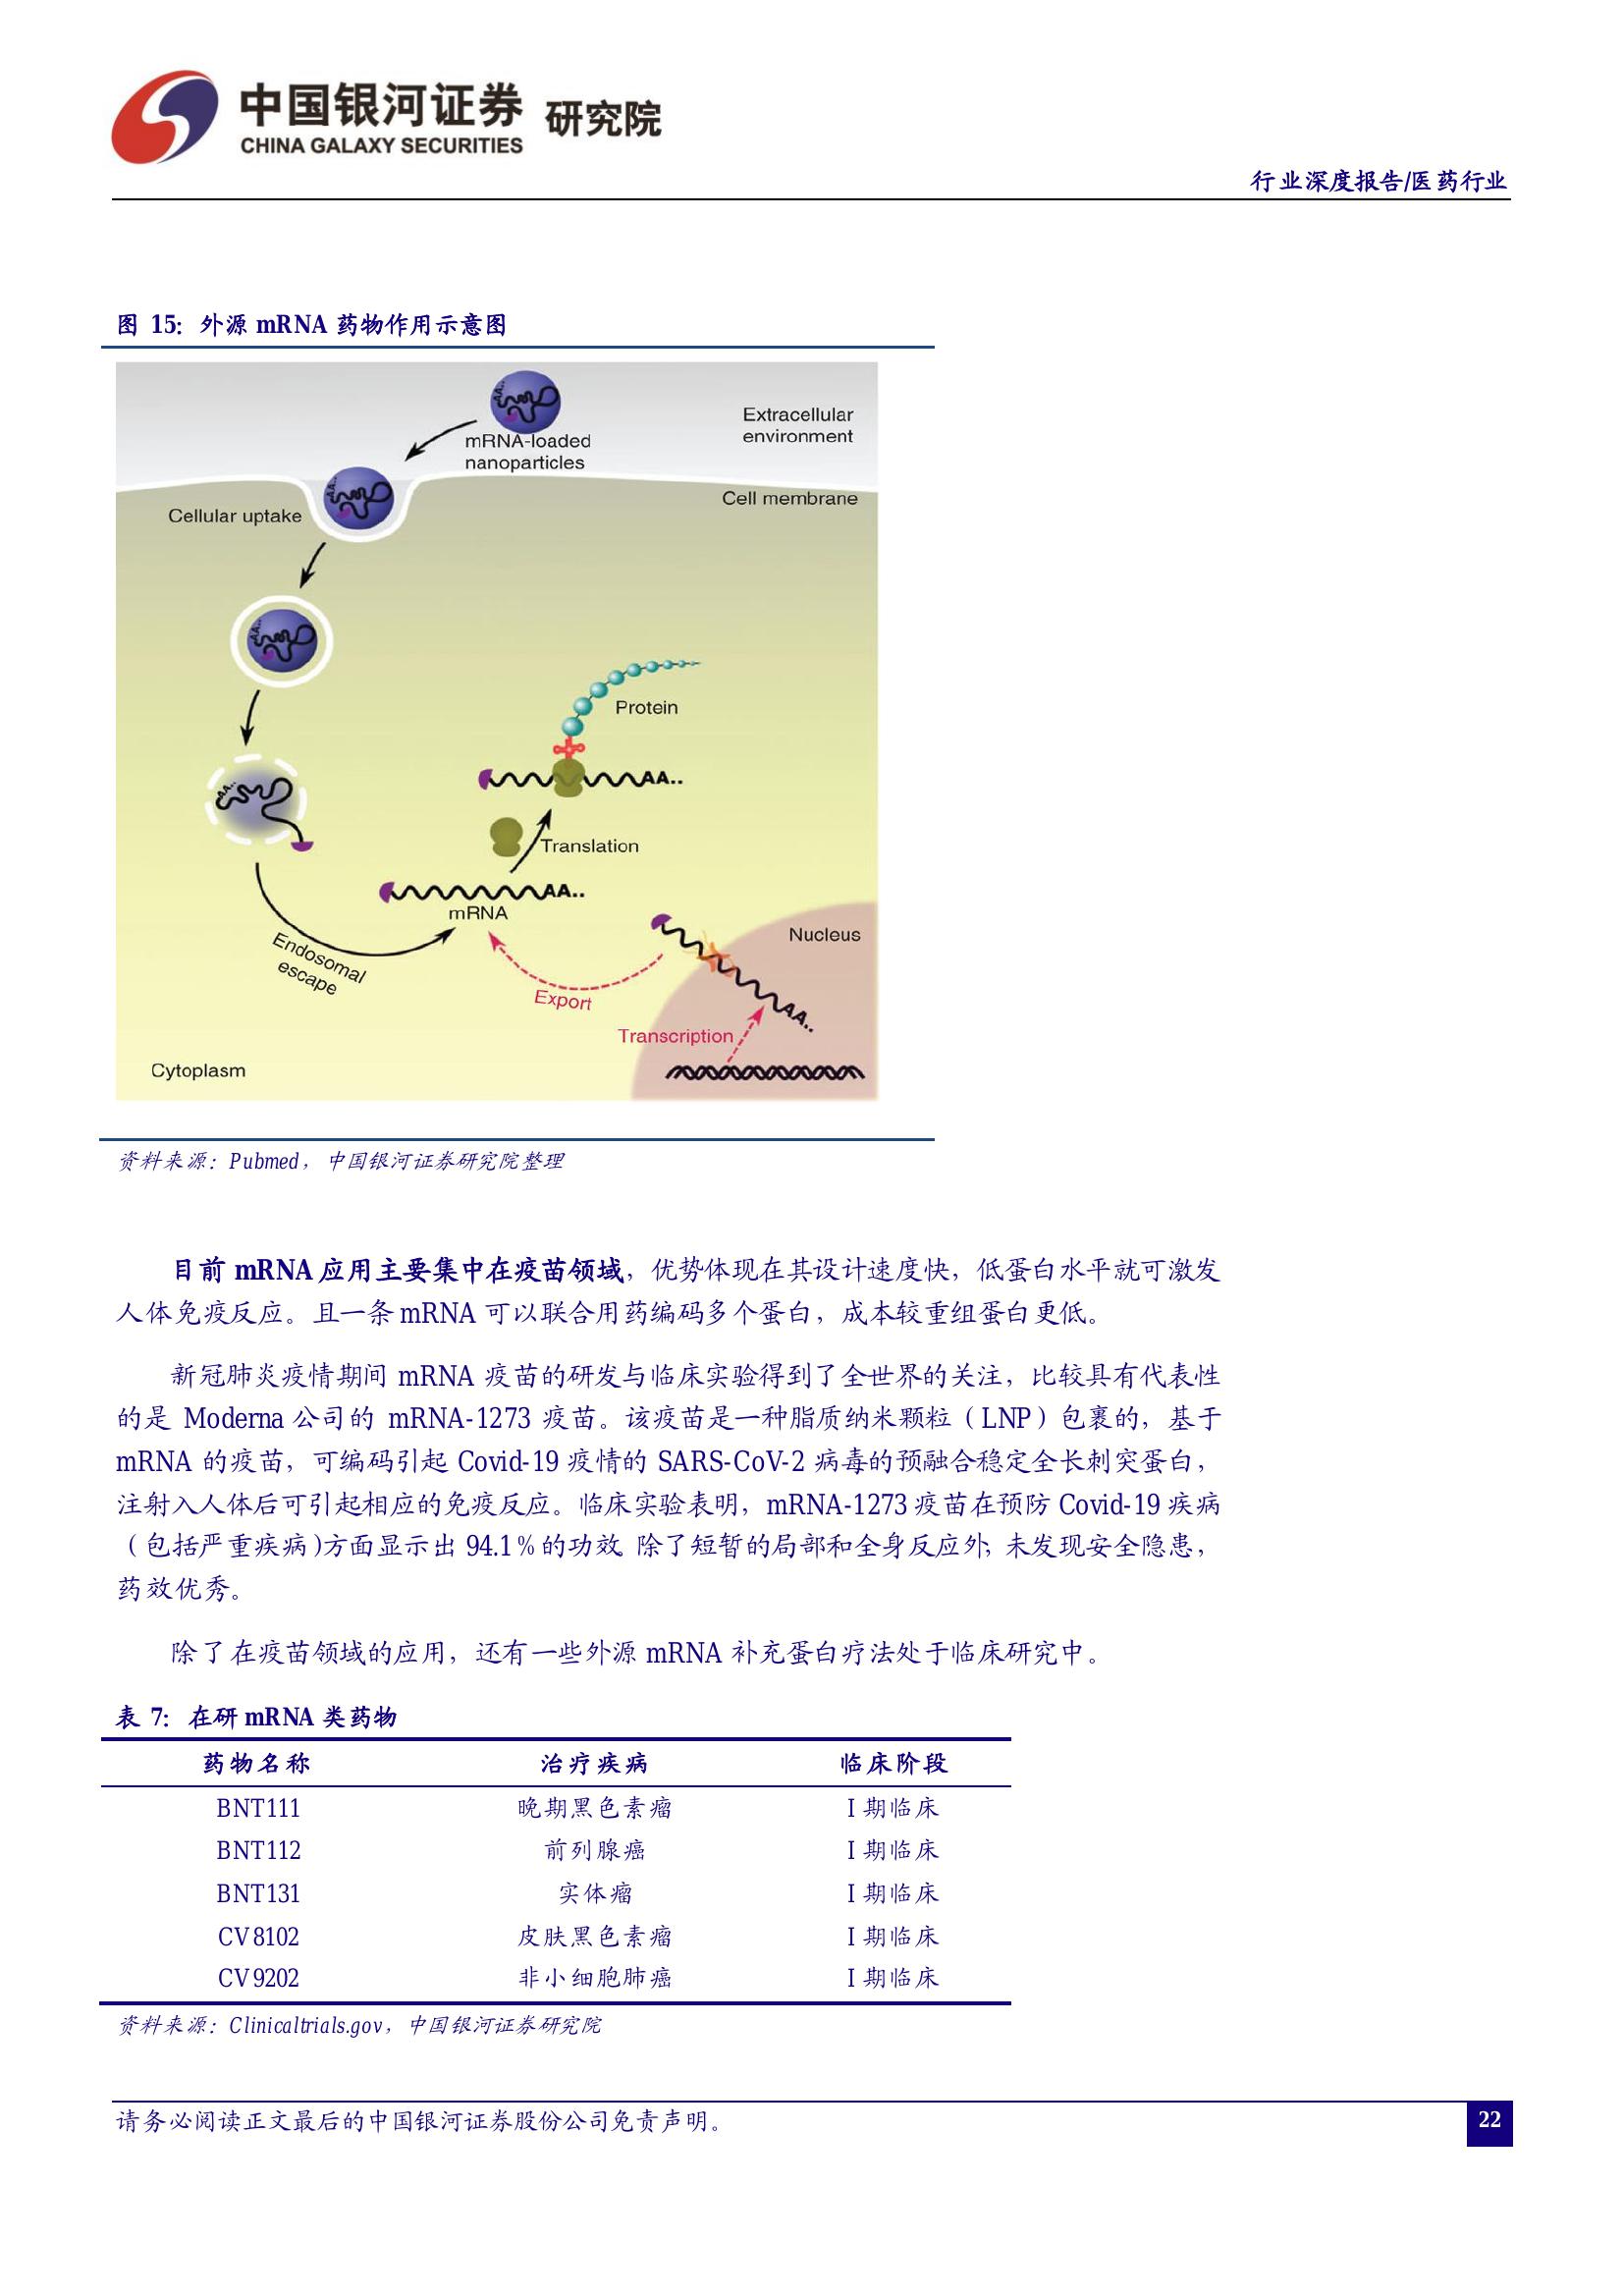 中国银河证券 研究院
CHINA GALAXY SECURITIES
行业深度报告/医药行业
图 15: 外源 mRNA 药物作用示意图
mRNA-loaded
nanoparticles
Extracellular
environment
Cell membrane
Cellular uptake
Protein
AA..
Translation
AA..
mRNA
Nucleus
Endosomal
escape
Export
AA..
Transcription
Cytoplasm
资料来源：Pubmed，中国银河证券研究院整理
目前 mRNA 应用主要集中在疫苗领域，优势体现在其设计速度快，低蛋白水平就可激发
人体免疫反应。且一条 mRNA 可以联合用药编码多个蛋白，成本较重组蛋白更低。
新冠肺炎疫情期间 mRNA 疫苗的研发与临床实验得到了全世界的关注，比较具有代表性
的是 Moderna 公司的 mRNA-1273 疫苗。该疫苗是一种脂质纳米颗粒（LNP）包裹的，基于
mRNA 的疫苗，可编码引起 Covid-19 疫情的 SARS-CoV-2 病毒的预融合稳定全长刺突蛋白，
注射入人体后可引起相应的免疫反应。临床实验表明，mRNA-1273 疫苗在预防 Covid-19 疾病
（包括严重疾病)方面显示出 94.1％的功效。除了短暂的局部和全身反应外，未发现安全隐患，
药效优秀。
除了在疫苗领域的应用，还有一些外源 mRNA 补充蛋白疗法处于临床研究中。
表 7: 在研 mRNA 类药物
药物名称 治疗疾病 临床阶段
BNT111 晚期黑色素瘤 I 期临床
BNT112 前列腺癌 I 期临床
BNT131 实体瘤 I 期临床
CV8102 皮肤黑色素瘤 I 期临床
CV9202 非小细胞肺癌 I 期临床
资料来源：Clinicaltrials.gov，中国银河证券研究院
请务必阅读正文最后的中国银河证券股份公司免责声明。
22